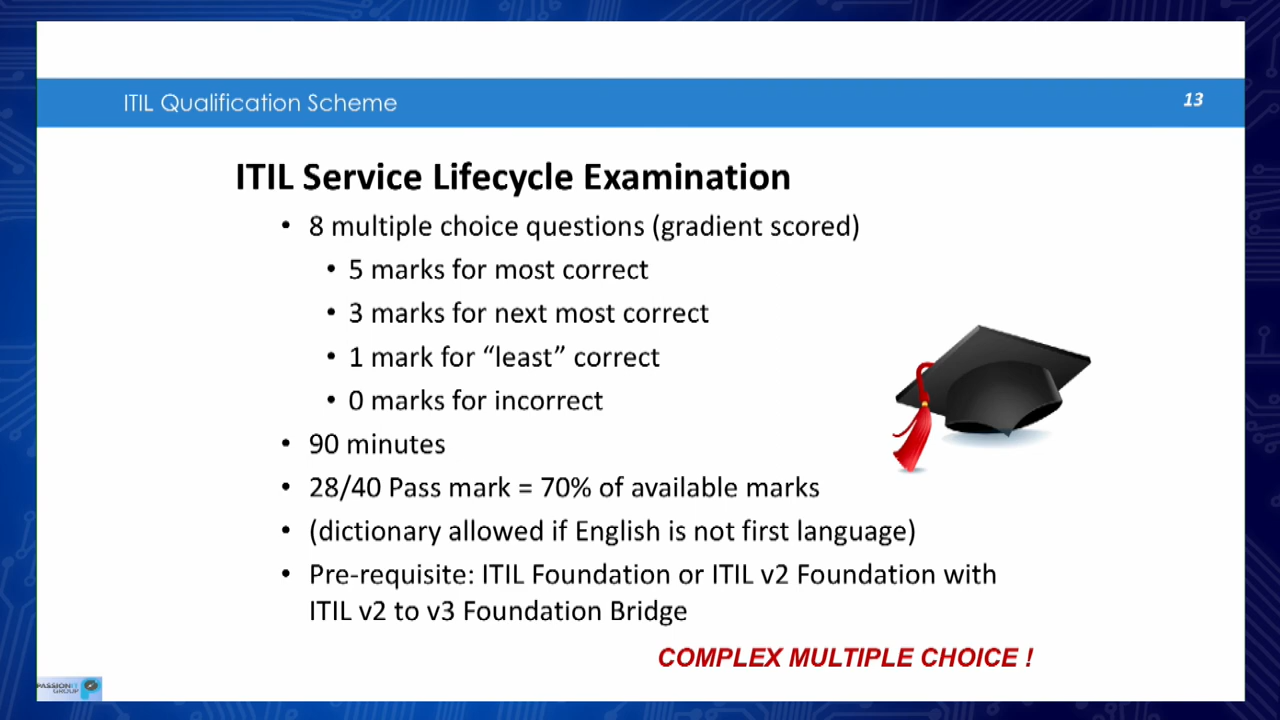 ITIL Qualification Scheme
13
ITIL Service Lifecycle Examination
• 8 multiple choice questions (gradient scored)
• 5 marks for most correct
• 3 marks for next most correct
• 1 mark for “least” correct
• 0 marks for incorrect
• 90 minutes
• 28/40 Pass mark = 70% of available marks
• (dictionary allowed if English is not first language)
• Pre-requisite: ITIL Foundation or ITIL v2 Foundation with
ITIL v2 to v3 Foundation Bridge
COMPLEX MULTIPLE CHOICE !
PASSIONIT
GROUP